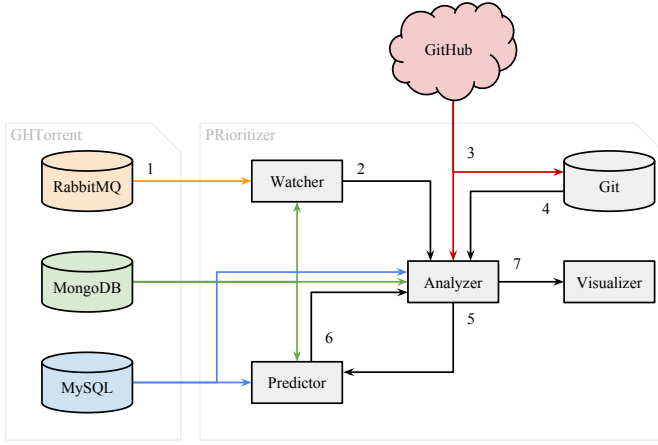 GitHub
GHTorrent
PRioritizer
1
2
3
RabbitMQ
Watcher
Git
4
MongoDB
Analyzer
7
Visualizer
5
6
MySQL
Predictor